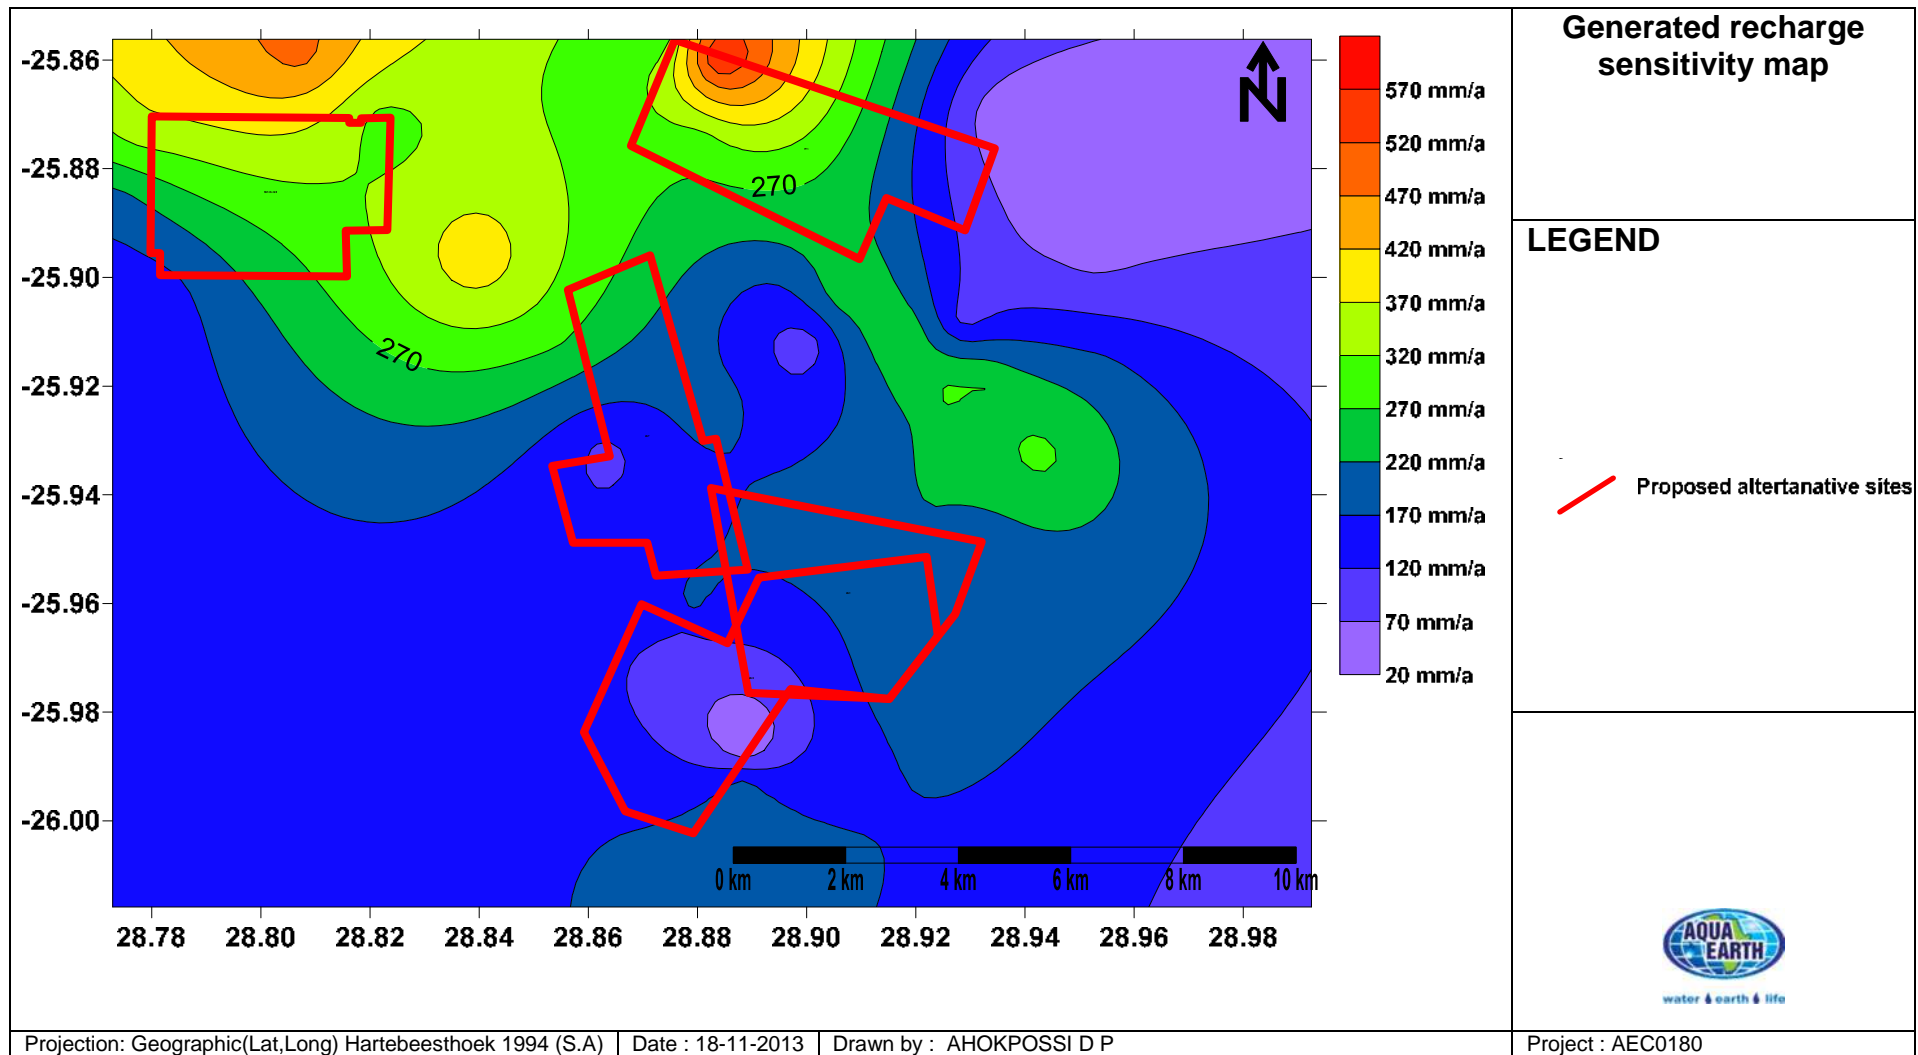 Generated recharge
sensitivity map
N
-25.86
-25.88
-25.90
-25.92
-25.94
-25.96
-25.98
-26.00
270
270
570 mm/a
520 mm/a
470 mm/a
420 mm/a
370 mm/a
320 mm/a
270 mm/a
220 mm/a
170 mm/a
120 mm/a
70 mm/a
20 mm/a
LEGEND
Proposed altertanative sites
0 km 2 km 4 km 6 km 8 km 10 km
28.78 28.80 28.82 28.84 28.86 28.88 28.90 28.92 28.94 28.96 28.98
AQUA
EARTH
water earth life
Projection: Geographic(Lat,Long) Hartebeesthoek 1994 (S.A) Date : 18-11-2013 Drawn by : AHOKPOSSI D P Project : AEC0180